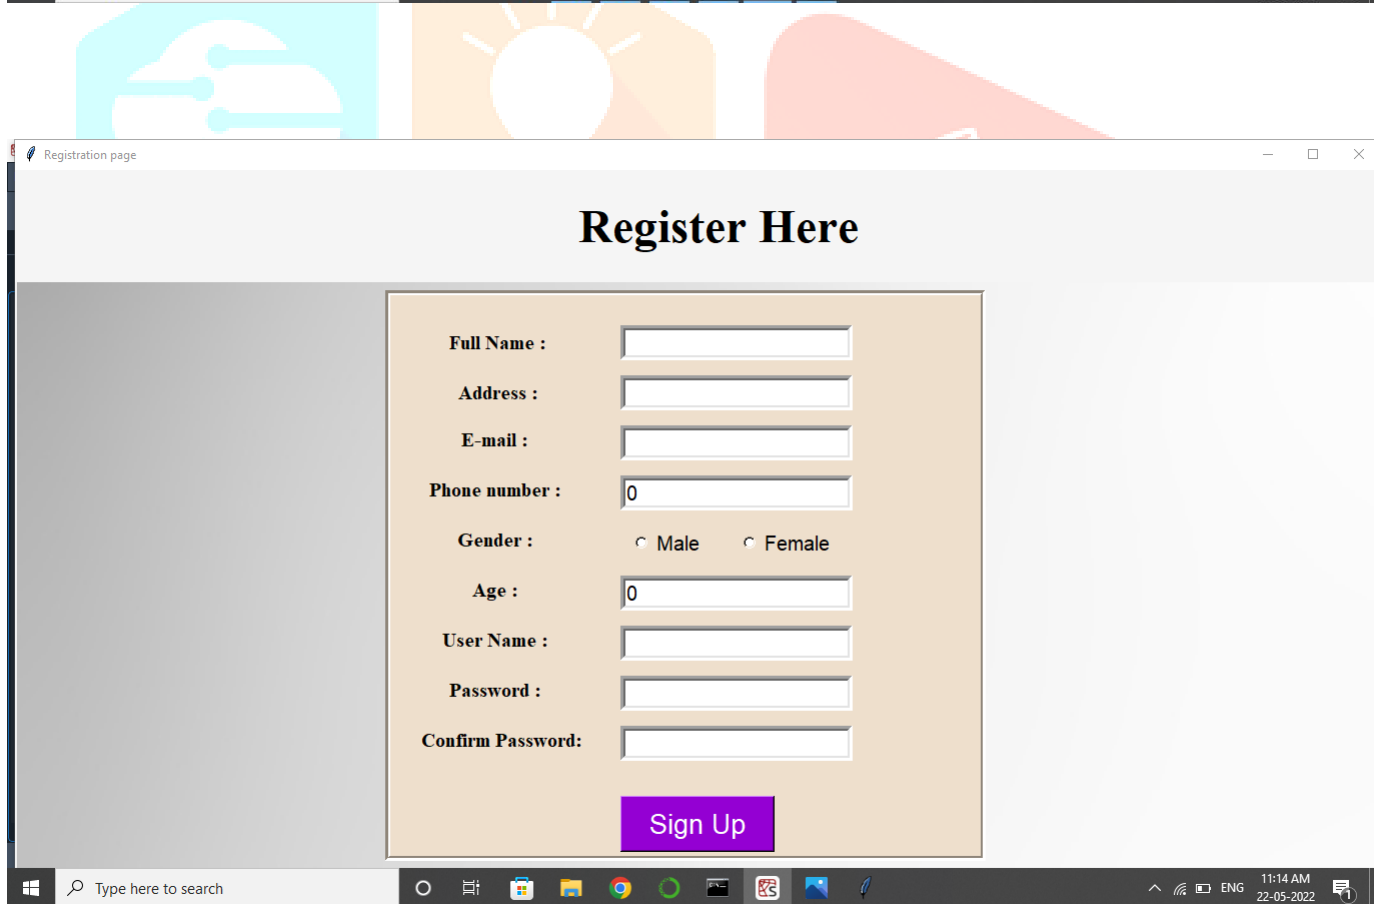 Registration page
Register Here
Full Name :
Address :
E-mail :
Phone number :
0
Gender :
Male
Female
Age :
0
User Name :
Password :
Confirm Password:
Sign Up
Type here to search
ENG
11:14 AM
22-05-2022
1